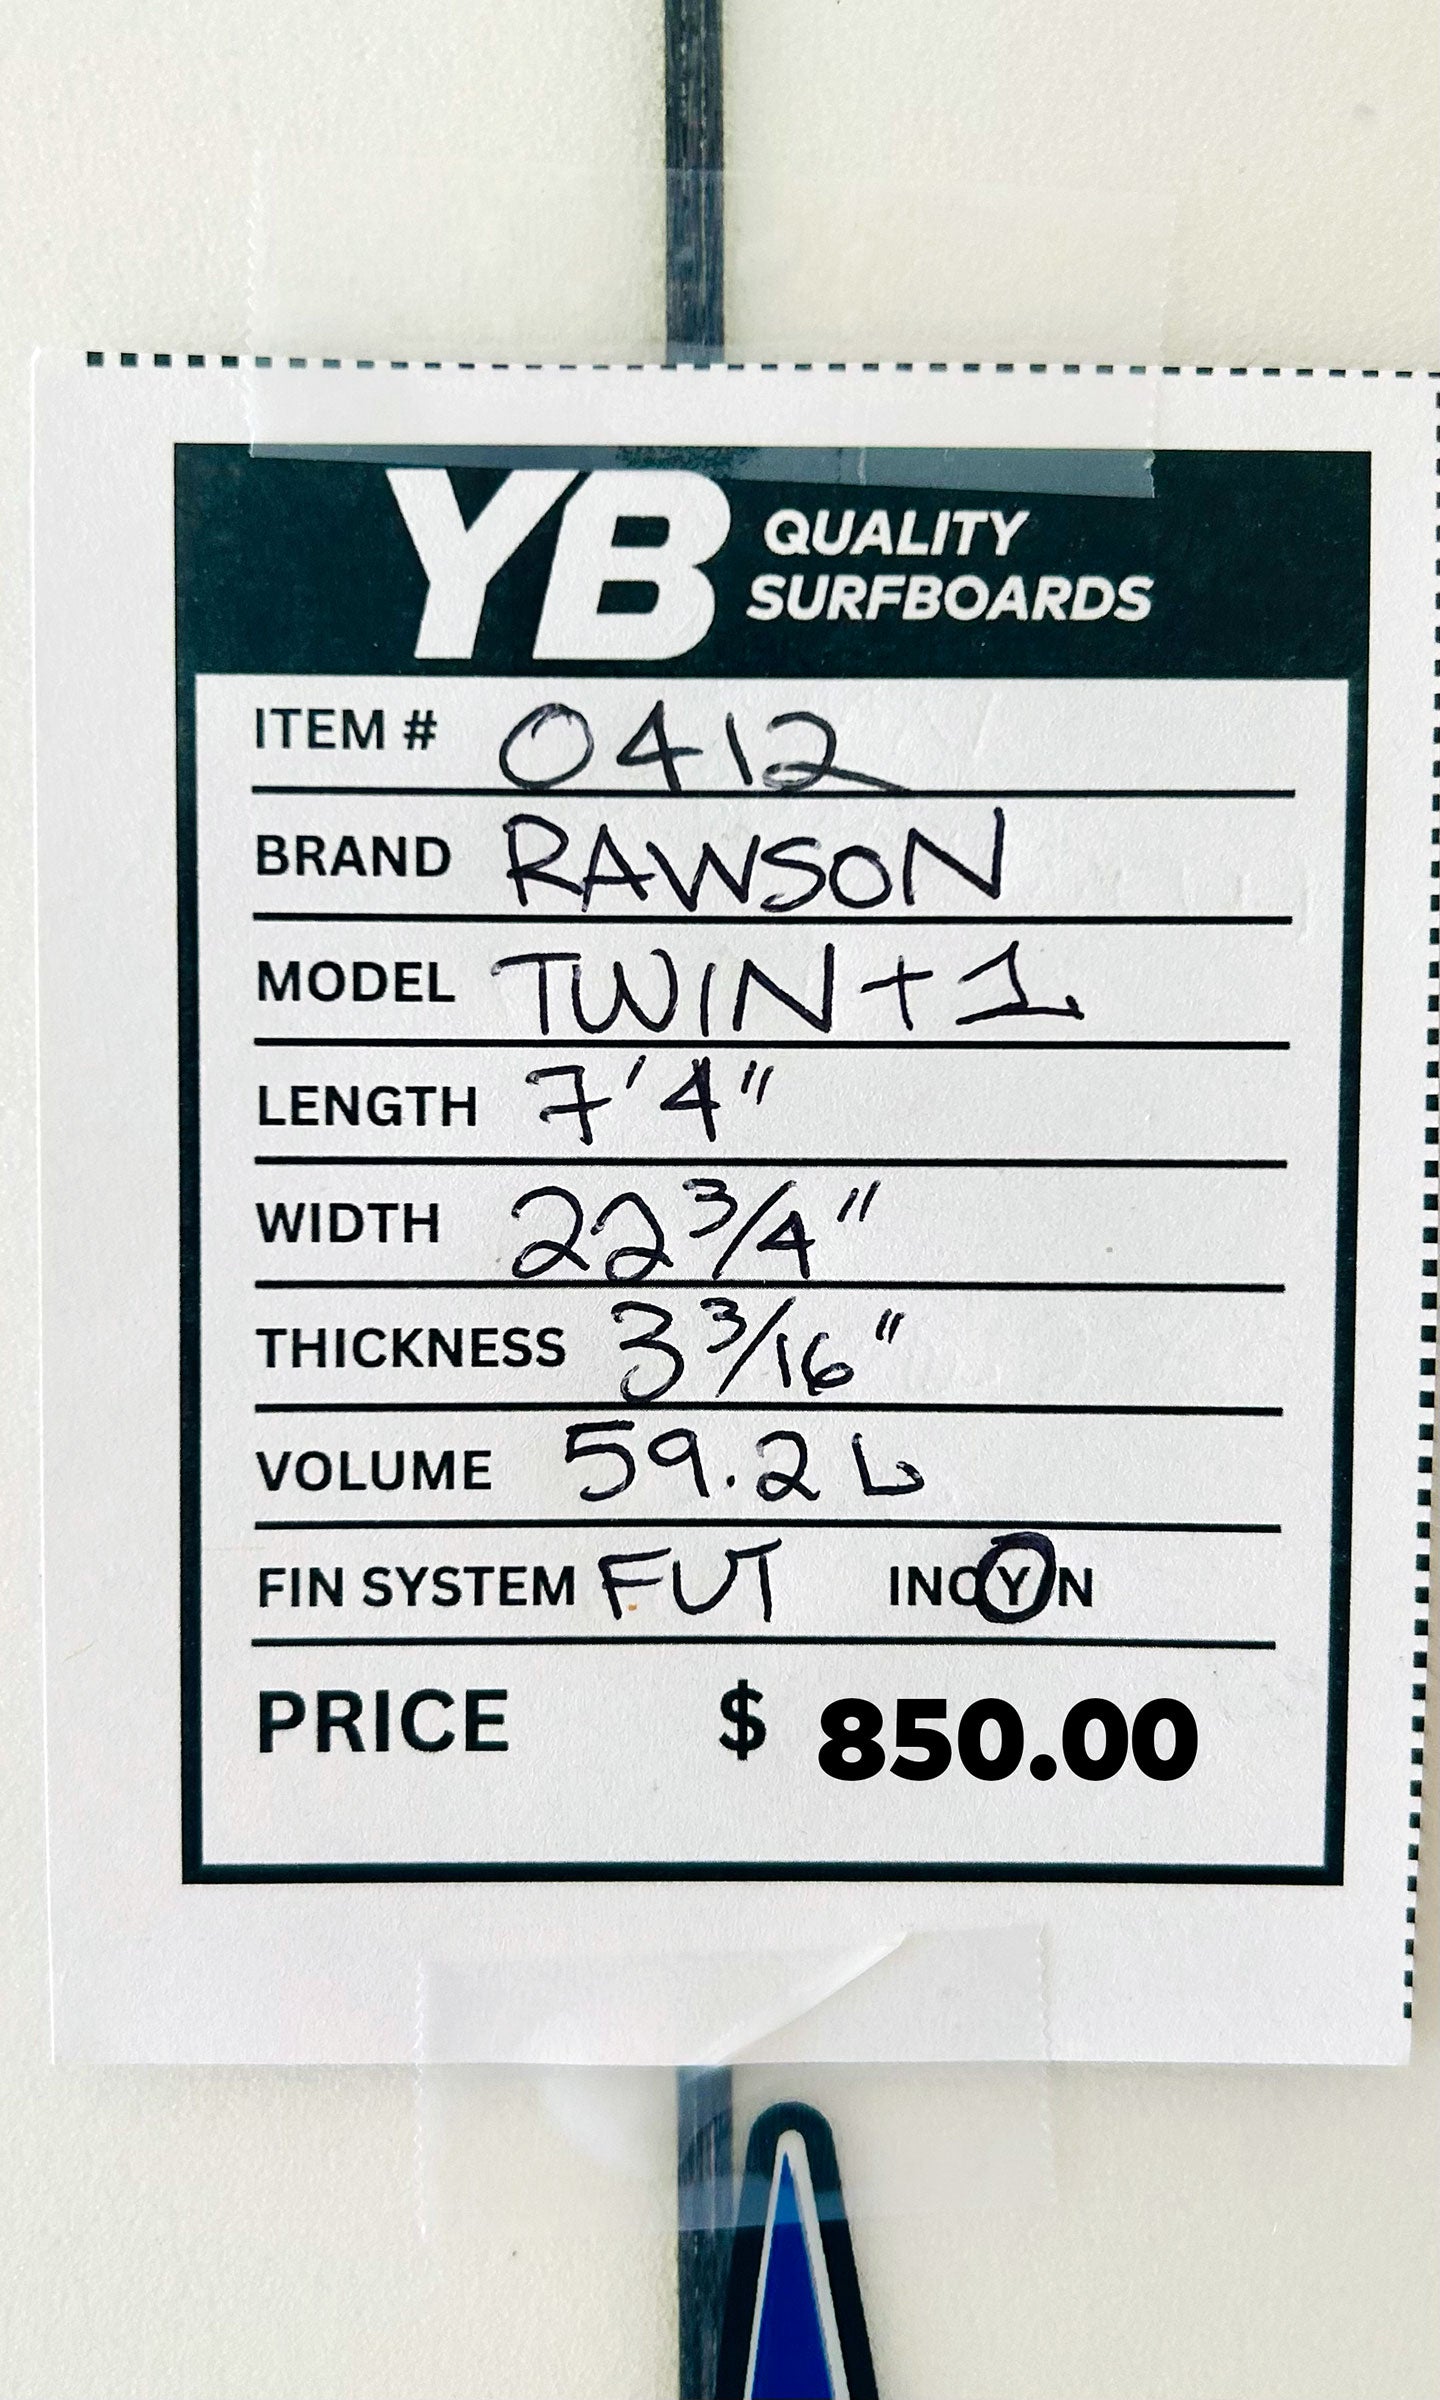 YB QUALITY
SURFBOARDS
ITEM # 0412
BRAND RAWSON
MODEL TWIN+1
LENGTH 7'4"
WIDTH 22 3/4"
THICKNESS 3 3/16"
VOLUME 59.2 L
FIN SYSTEM FUT INC Y N
PRICE $ 850.00